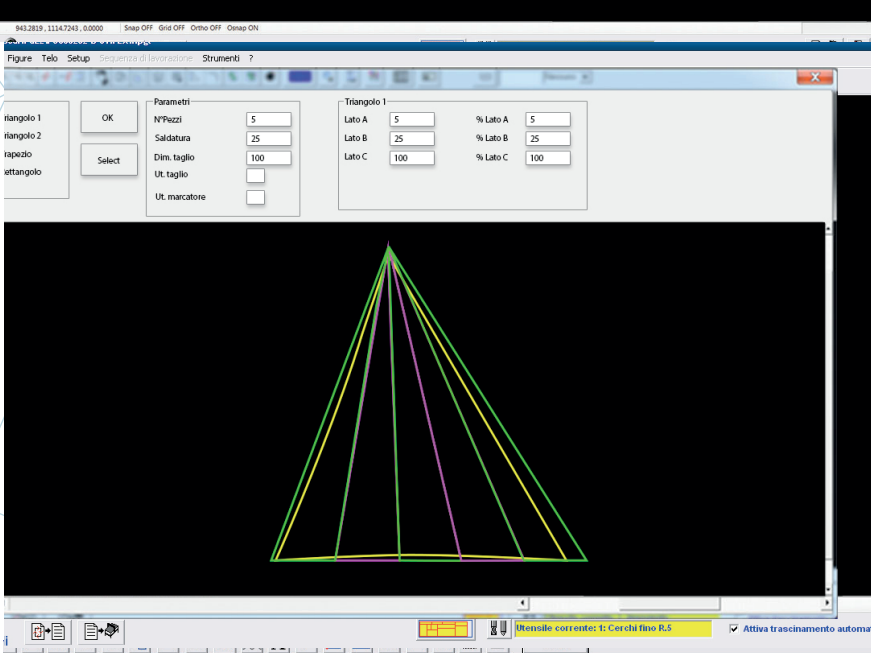 943.2819 , 1114.7243 , 0.0000 Snap OFF Grid OFF Ortho OFF Osnap ON
Figure Telo Setup Sequenza di lavorazione Strumenti ?
riangolo 1
riangolo 2
rapezio
ettangolo
OK
Select
Parametri
N°Pezzi 5
Saldatura 25
Dim. taglio 100
Ut. taglio
Ut. marcatore
Triangolo 1
Lato A 5 % Lato A 5
Lato B 25 % Lato B 25
Lato C 100 % Lato C 100
Utensile corrente: 1: Cerchi fino R.5
Attiva trascinamento automa